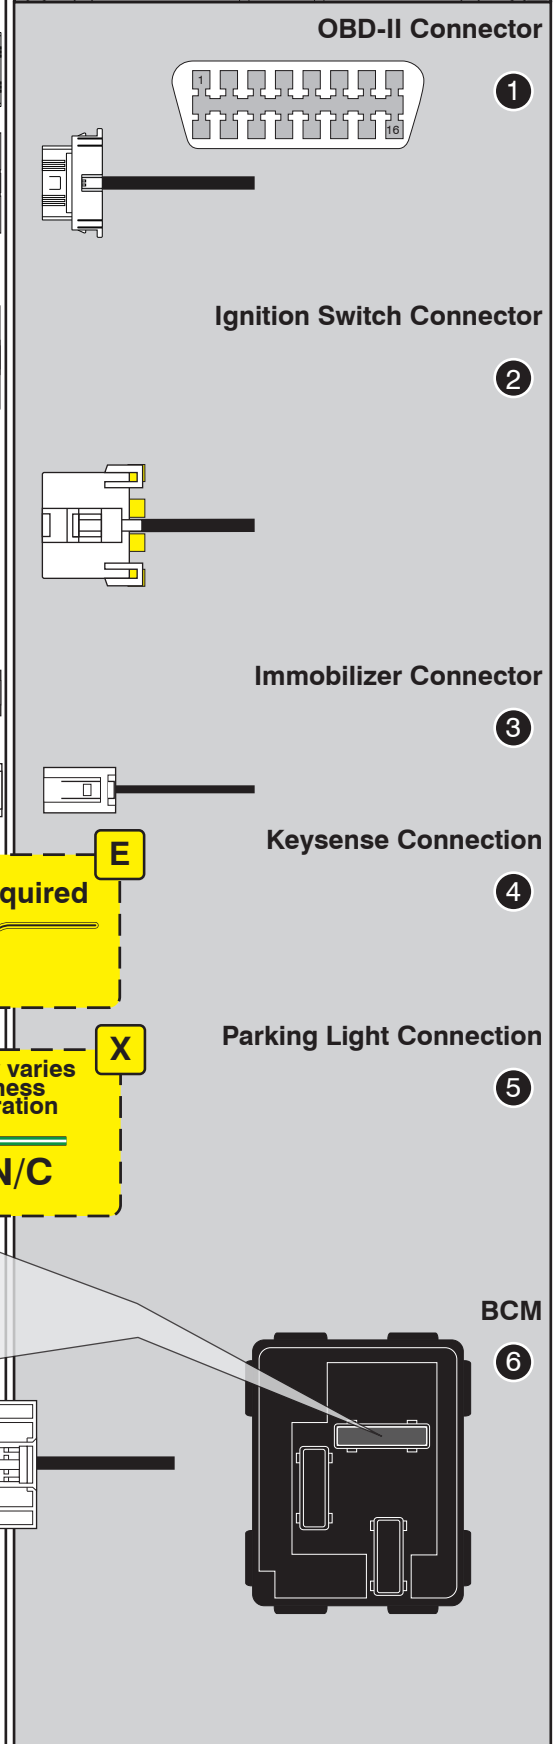 OBD-II Connector
1
1
16
Ignition Switch Connector
2
Immobilizer Connector
3
Keysense Connection
4
E
quired
Parking Light Connection
5
X
varies
ness
ration
N/C
BCM
6